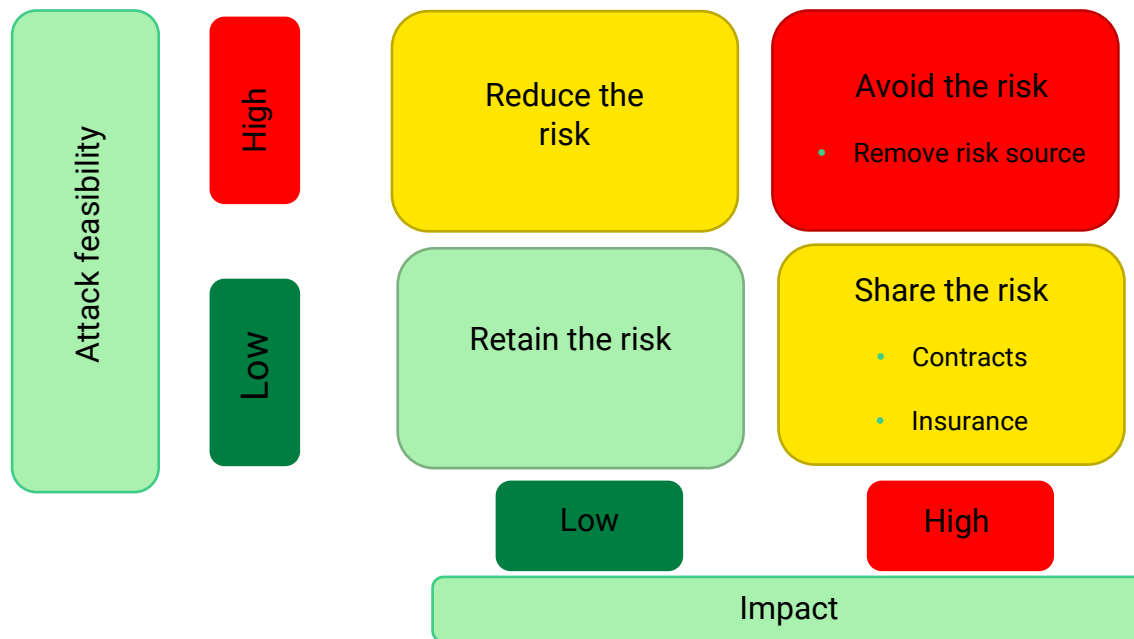 Attack feasibility
High
Reduce the
risk
Avoid the risk
• Remove risk source
Low
Retain the risk
Share the risk
• Contracts
• Insurance
Low
High
Impact